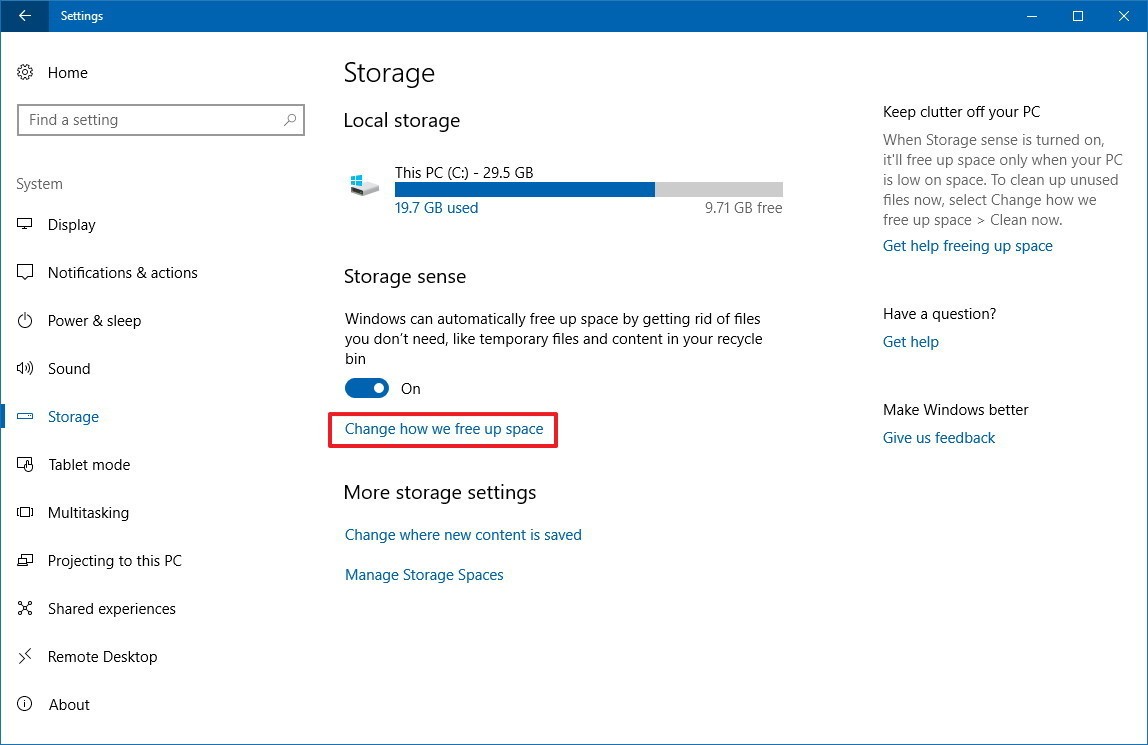 Settings
Home
Find a setting
System
Display
Notifications & actions
Power & sleep
Sound
Storage
Tablet mode
Multitasking
Projecting to this PC
Shared experiences
Remote Desktop
About
Storage
Local storage
This PC (C:) - 29.5 GB
19.7 GB used
9.71 GB free
Storage sense
Windows can automatically free up space by getting rid of files
you don’t need, like temporary files and content in your recycle
bin
On
Change how we free up space
More storage settings
Change where new content is saved
Manage Storage Spaces
Keep clutter off your PC
When Storage sense is turned on,
it'll free up space only when your PC
is low on space. To clean up unused
files now, select Change how we
free up space > Clean now.
Get help freeing up space
Have a question?
Get help
Make Windows better
Give us feedback